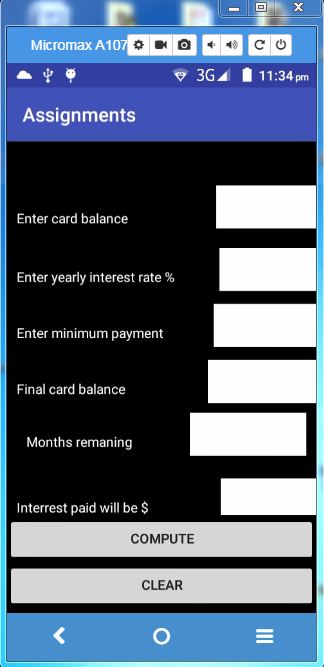 Micromax A107
3G 11:34 pm
Assignments
Enter card balance
Enter yearly interest rate %
Enter minimum payment
Final card balance
Months remaning
Interrest paid will be $
COMPUTE
CLEAR